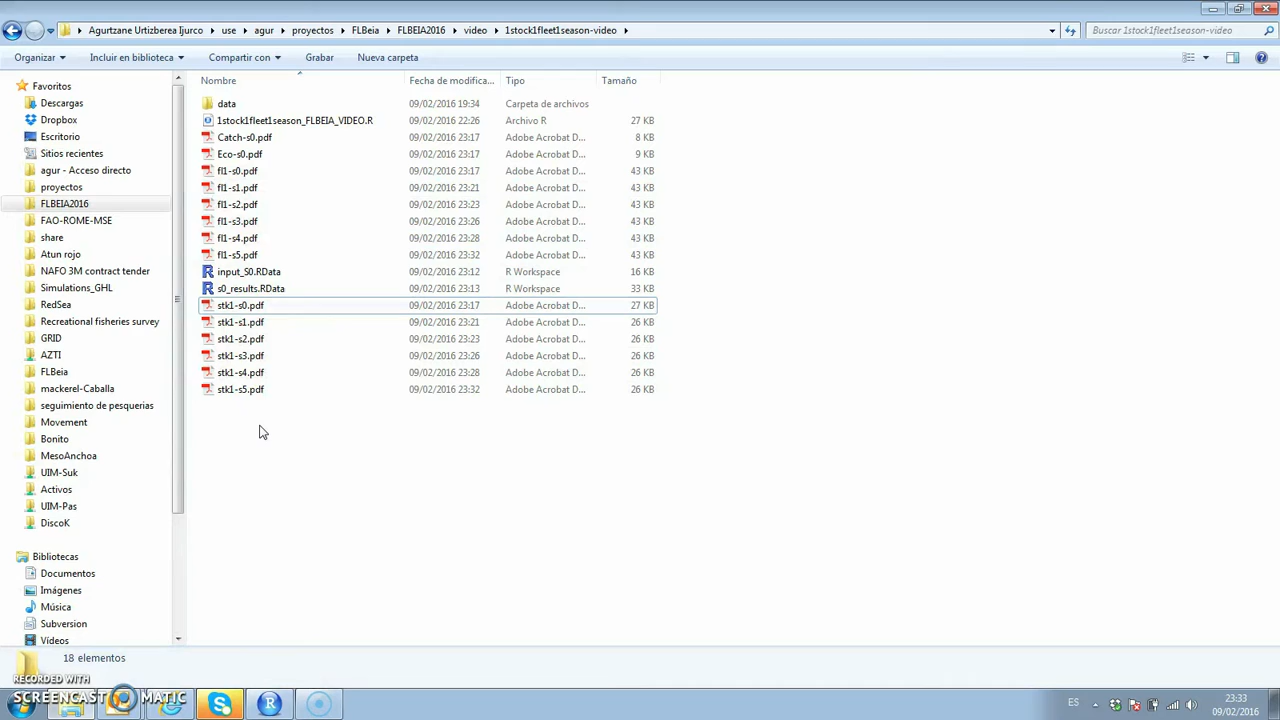 Agurtzane Urtizberea Ijurco ▸ use ▸ agur ▸ proyectos ▸ FLBeia ▸ FLBEIA2016 ▸ video ▸ 1stock1fleet1season-video ▸
Buscar 1stock1fleet1season-video
Organizar Incluir en biblioteca Compartir con Grabar Nueva carpeta
Nombre Fecha de modifica... Tipo Tamaño
Favoritos
Descargas
Dropbox
Escritorio
Sitios recientes
agur - Acceso directo
proyectos
FLBEIA2016
FAO-ROME-MSE
share
Atun rojo
NAFO 3M contract tender
Simulations_GHL
RedSea
Recreational fisheries survey
GRID
AZTI
FLBeia
mackerel-Caballa
seguimiento de pesquerias
Movement
Bonito
MesoAnchoa
UIM-Suk
Activos
UIM-Pas
DiscoK
Bibliotecas
Documentos
Imágenes
Música
Subversion
Vídeos
data 09/02/2016 19:34 Carpeta de archivos
1stock1fleet1season_FLBEIA_VIDEO.R 09/02/2016 22:26 Archivo R 27 KB
Catch-s0.pdf 09/02/2016 23:17 Adobe Acrobat D... 8 KB
Eco-s0.pdf 09/02/2016 23:17 Adobe Acrobat D... 9 KB
fl1-s0.pdf 09/02/2016 23:17 Adobe Acrobat D... 43 KB
fl1-s1.pdf 09/02/2016 23:21 Adobe Acrobat D... 43 KB
fl1-s2.pdf 09/02/2016 23:23 Adobe Acrobat D... 43 KB
fl1-s3.pdf 09/02/2016 23:26 Adobe Acrobat D... 43 KB
fl1-s4.pdf 09/02/2016 23:28 Adobe Acrobat D... 43 KB
fl1-s5.pdf 09/02/2016 23:32 Adobe Acrobat D... 43 KB
input_S0.RData 09/02/2016 23:12 R Workspace 16 KB
s0_results.RData 09/02/2016 23:13 R Workspace 33 KB
stk1-s0.pdf 09/02/2016 23:17 Adobe Acrobat D... 27 KB
stk1-s1.pdf 09/02/2016 23:21 Adobe Acrobat D... 26 KB
stk1-s2.pdf 09/02/2016 23:23 Adobe Acrobat D... 26 KB
stk1-s3.pdf 09/02/2016 23:26 Adobe Acrobat D... 26 KB
stk1-s4.pdf 09/02/2016 23:28 Adobe Acrobat D... 26 KB
stk1-s5.pdf 09/02/2016 23:32 Adobe Acrobat D... 26 KB
18 elementos
RECORDED WITH
SCREENCAST MATIC
ES
23:33
09/02/2016